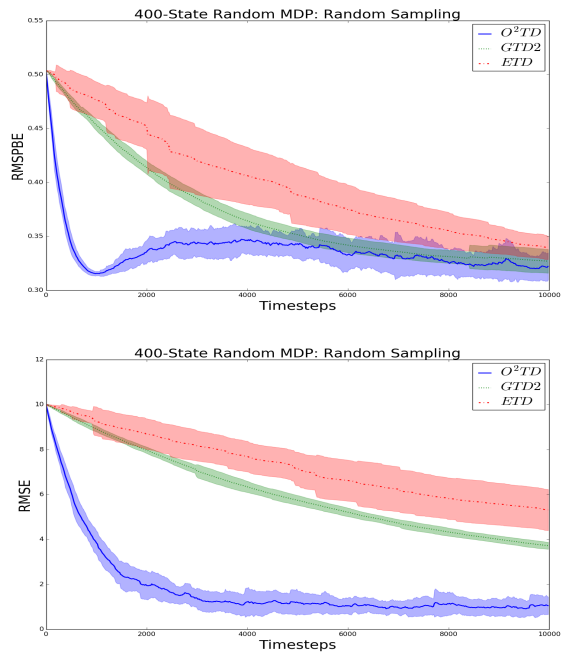 400-State Random MDP: Random Sampling
0.55
0.50
0.45
0.40
0.35
0.30
RMSPBE
O²TD
GTD2
ETD
0 2000 4000 6000 8000 10000
Timesteps
400-State Random MDP: Random Sampling
12
10
8
6
4
2
0
RMSE
O²TD
GTD2
ETD
0 2000 4000 6000 8000 10000
Timesteps